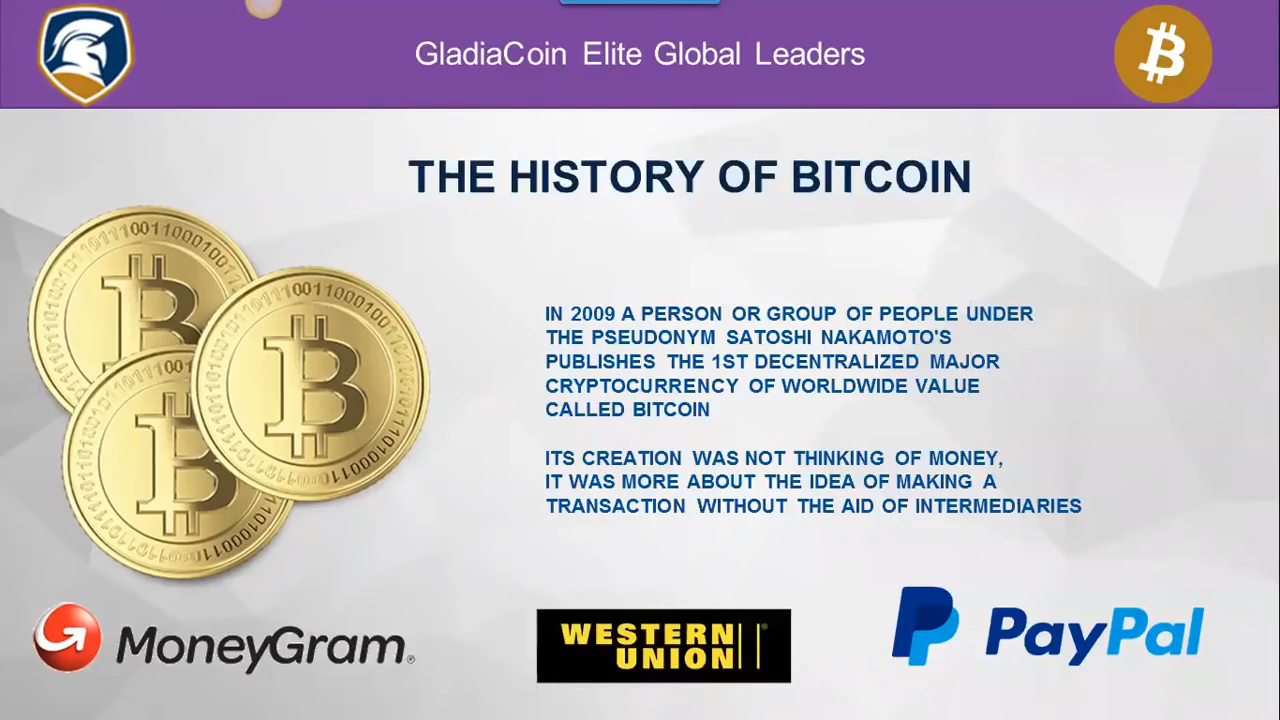 GladiaCoin Elite Global Leaders
THE HISTORY OF BITCOIN
IN 2009 A PERSON OR GROUP OF PEOPLE UNDER
THE PSEUDONYM SATOSHI NAKAMOTO'S
PUBLISHES THE 1ST DECENTRALIZED MAJOR
CRYPTOCURRENCY OF WORLDWIDE VALUE
CALLED BITCOIN
ITS CREATION WAS NOT THINKING OF MONEY,
IT WAS MORE ABOUT THE IDEA OF MAKING A
TRANSACTION WITHOUT THE AID OF INTERMEDIARIES
MoneyGram®
WESTERN
UNION
PayPal